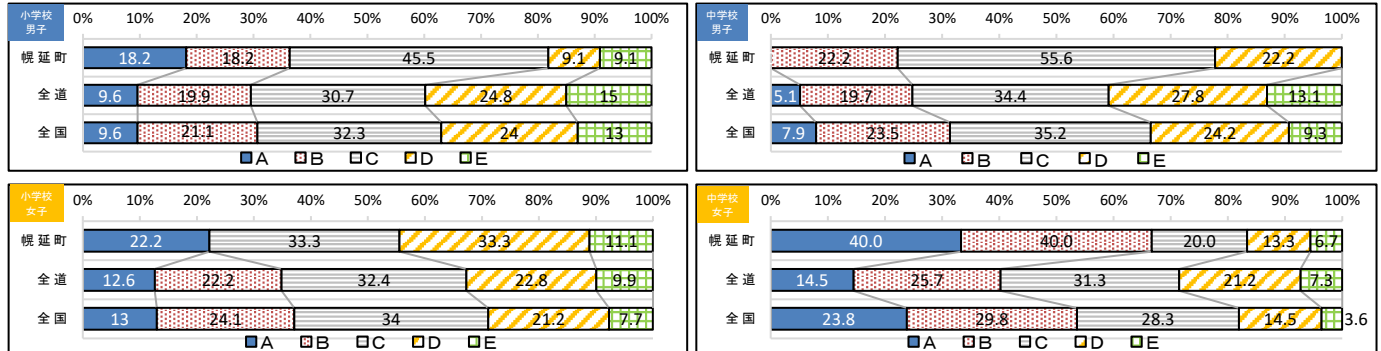 小学校
男子
0% 10% 20% 30% 40% 50% 60% 70% 80% 90% 100%
幌延町 18.2 18.2 45.5 9.1 9.1
全道 9.6 19.9 30.7 24.8 15
全国 9.6 21.1 32.3 24 13
A B C D E
中学校
男子
0% 10% 20% 30% 40% 50% 60% 70% 80% 90% 100%
幌延町 22.2 55.6 22.2
全道 5.1 19.7 34.4 27.8 13.1
全国 7.9 23.5 35.2 24.2 9.3
A B C D E
小学校
女子
0% 10% 20% 30% 40% 50% 60% 70% 80% 90% 100%
幌延町 22.2 33.3 33.3 11.1
全道 12.6 22.2 32.4 22.8 9.9
全国 13 24.1 34 21.2 7.7
A B C D E
中学校
女子
0% 10% 20% 30% 40% 50% 60% 70% 80% 90% 100%
幌延町 40.0 40.0 20.0 13.3 6.7
全道 14.5 25.7 31.3 21.2 7.3
全国 23.8 29.8 28.3 14.5 3.6
A B C D E